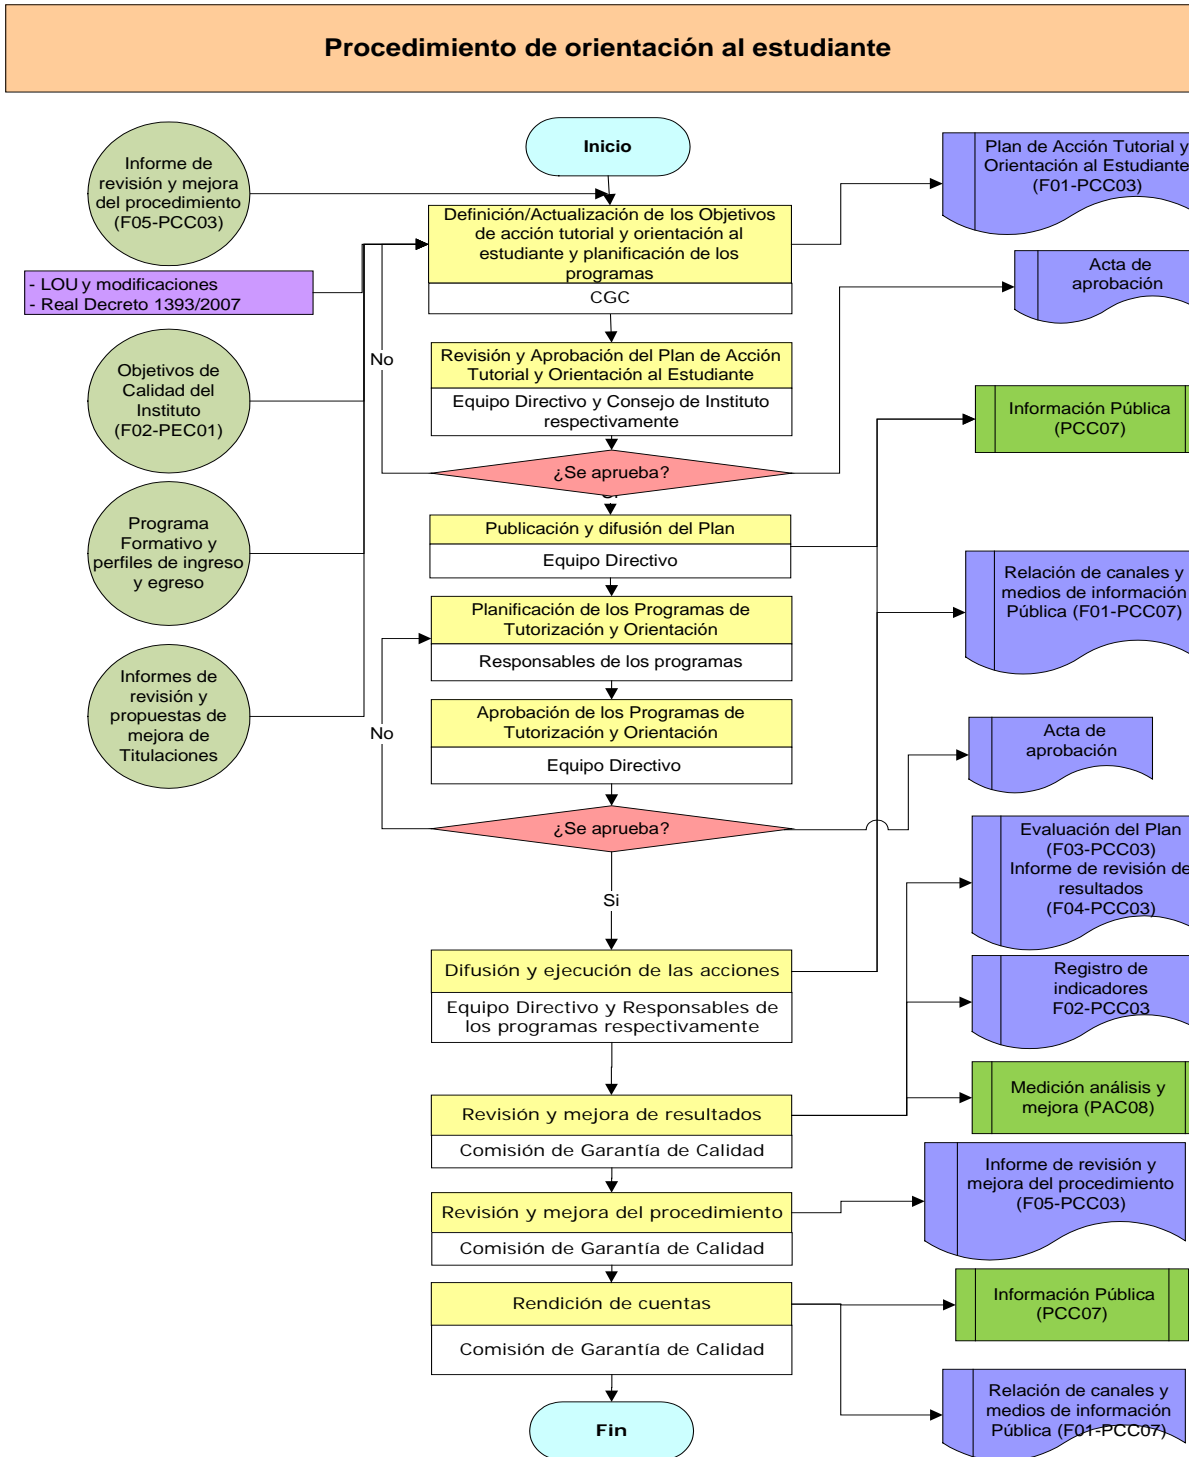 Procedimiento de orientación al estudiante
Inicio
Informe de
revisión y mejora
del procedimiento
(F05-PCC03)
Plan de Acción Tutorial y
Orientación al Estudiante
(F01-PCC03)
Definición/Actualización de los Objetivos
de acción tutorial y orientación al
estudiante y planificación de los
programas
CGC
- LOU y modificaciones
- Real Decreto 1393/2007
Acta de
aprobación
No
Revisión y Aprobación del Plan de Acción
Tutorial y Orientación al Estudiante
Equipo Directivo y Consejo de Instituto
respectivamente
Objetivos de
Calidad del
Instituto
(F02-PEC01)
Información Pública
(PCC07)
¿Se aprueba?
Programa
Formativo y
perfiles de ingreso
y egreso
Publicación y difusión del Plan
Equipo Directivo
Relación de canales y
medios de información
Pública (F01-PCC07)
Planificación de los Programas de
Tutorización y Orientación
Responsables de los programas
Informes de
revisión y
propuestas de
mejora de
Titulaciones
No
Aprobación de los Programas de
Tutorización y Orientación
Equipo Directivo
Acta de
aprobación
¿Se aprueba?
Evaluación del Plan
(F03-PCC03)
Informe de revisión de
resultados
(F04-PCC03)
Si
Difusión y ejecución de las acciones
Equipo Directivo y Responsables de
los programas respectivamente
Registro de
indicadores
F02-PCC03
Medición análisis y
mejora (PAC08)
Revisión y mejora de resultados
Comisión de Garantía de Calidad
Informe de revisión y
mejora del procedimiento
(F05-PCC03)
Revisión y mejora del procedimiento
Comisión de Garantía de Calidad
Rendición de cuentas
Comisión de Garantía de Calidad
Información Pública
(PCC07)
Relación de canales y
medios de información
Pública (F01-PCC07)
Fin